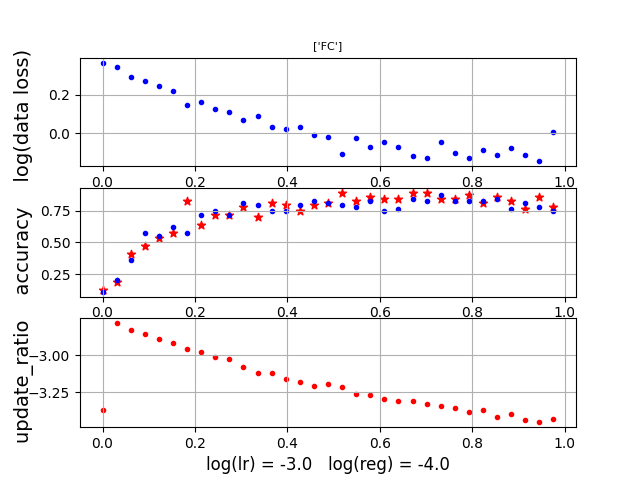 ['FC']
log(data loss)
0.2
0.0
0.0 0.2 0.4 0.6 0.8 1.0
accuracy
0.75
0.50
0.25
0.0 0.2 0.4 0.6 0.8 1.0
update_ratio
−3.00
−3.25
0.0 0.2 0.4 0.6 0.8 1.0
log(lr) = -3.0 log(reg) = -4.0